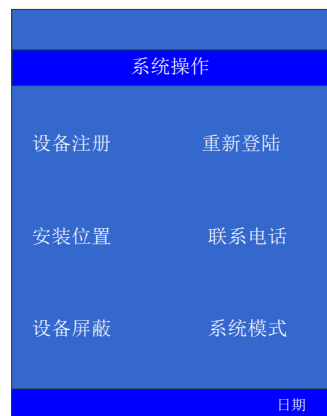 系统操作
设备注册 重新登陆
安装位置 联系电话
设备屏蔽 系统模式
日期